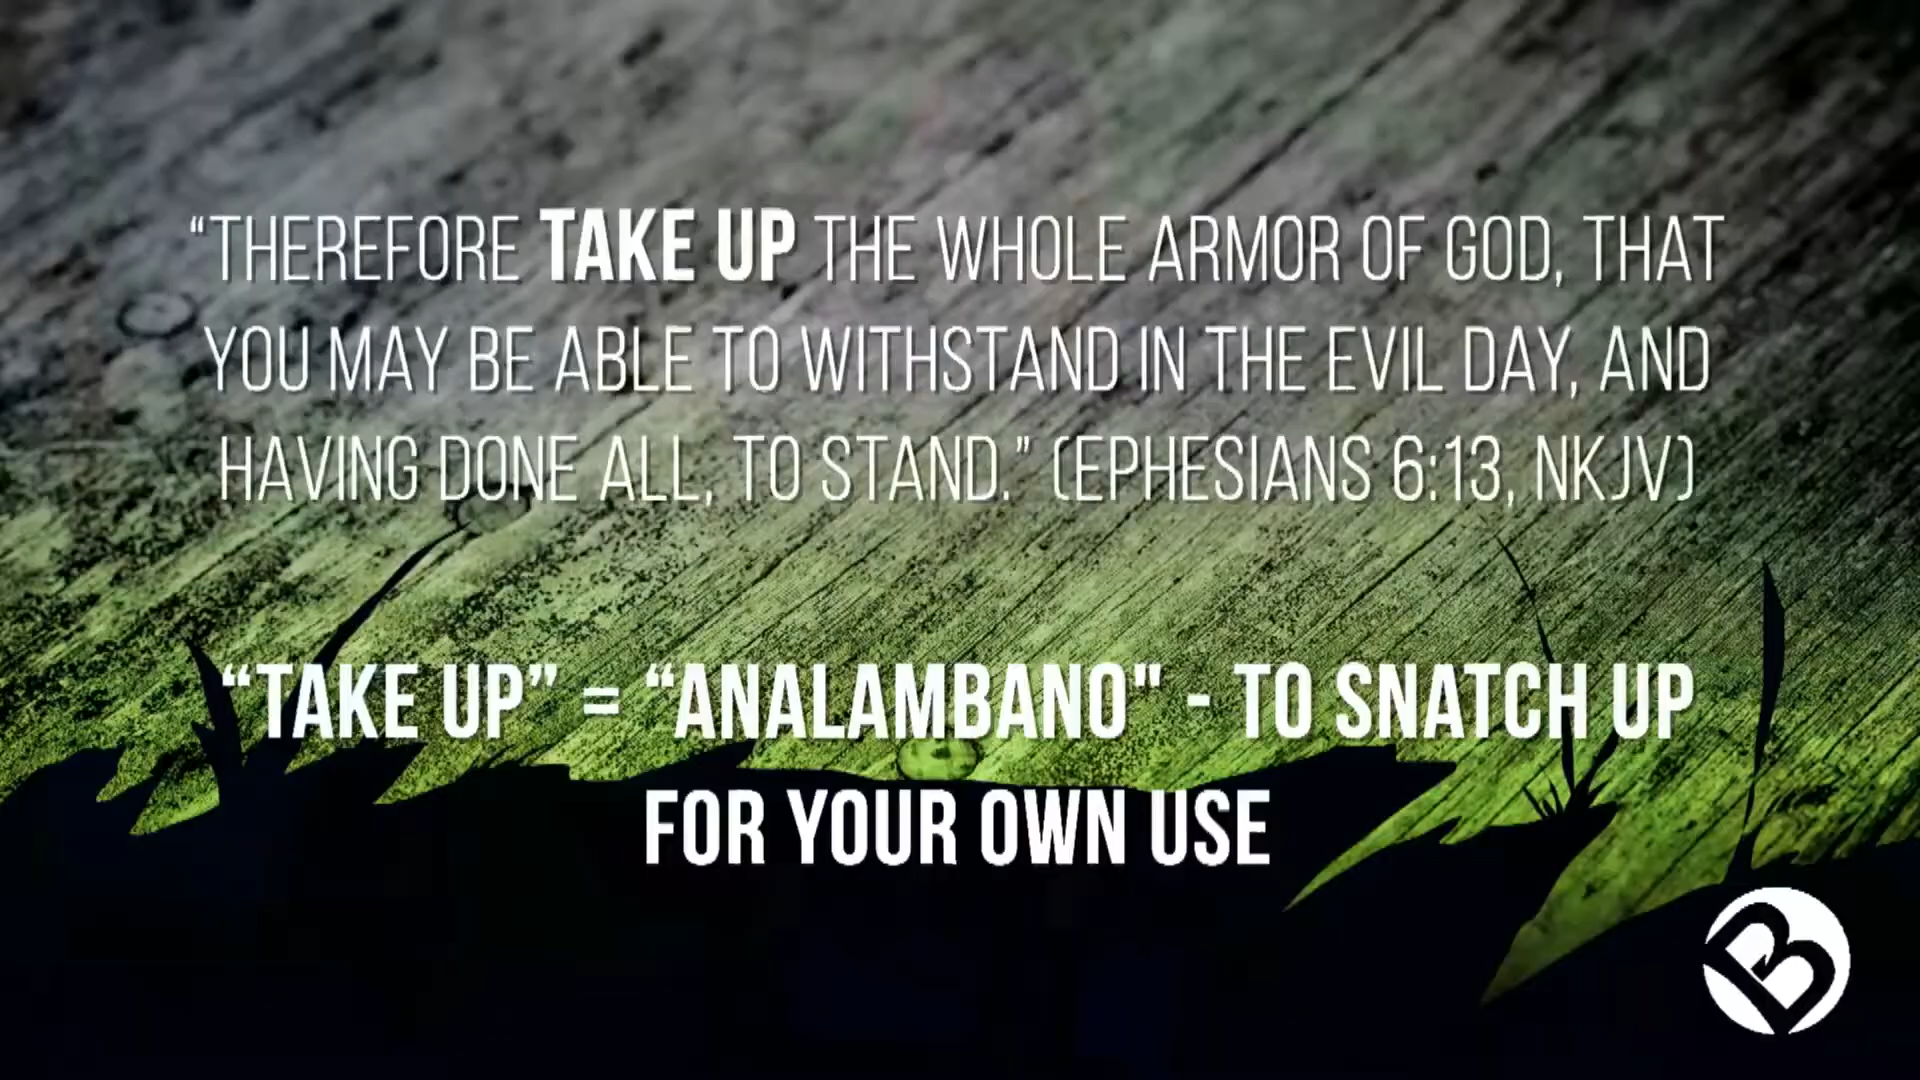 “THEREFORE TAKE UP THE WHOLE ARMOR OF GOD, THAT
YOU MAY BE ABLE TO WITHSTAND IN THE EVIL DAY, AND
HAVING DONE ALL, TO STAND.” (EPHESIANS 6:13, NKJV)
“TAKE UP” = “ANALAMBANO" - TO SNATCH UP
FOR YOUR OWN USE
B